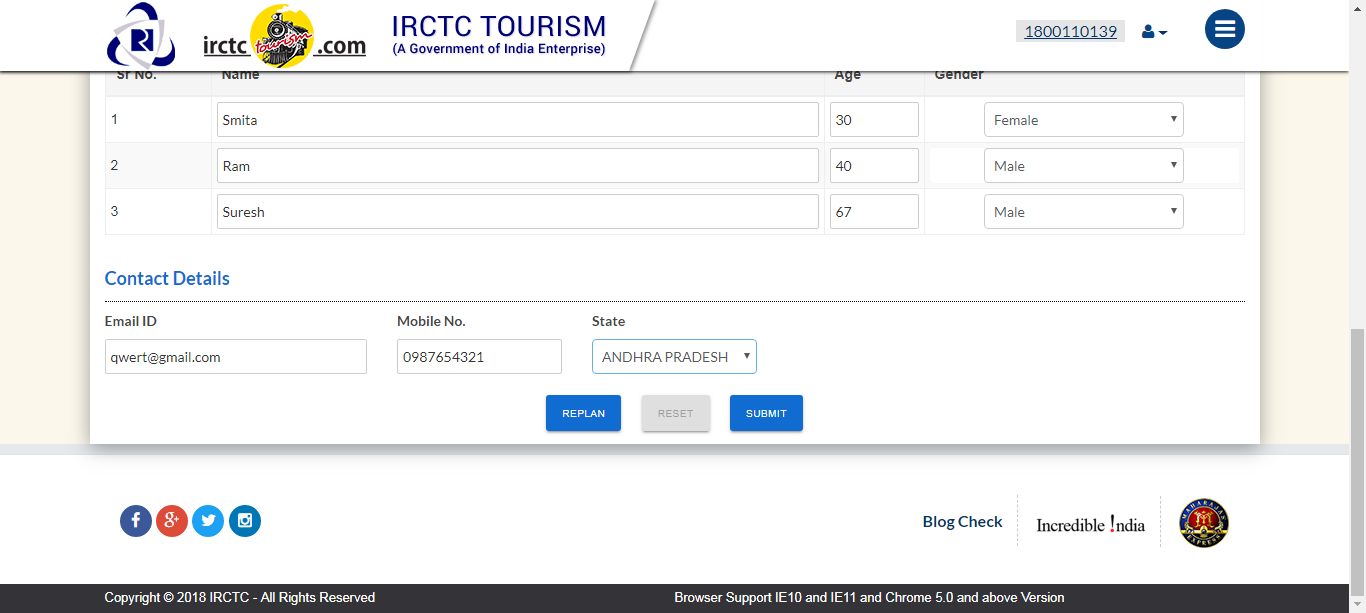 irctc tourism .com
IRCTC TOURISM
(A Government of India Enterprise)
1800110139
Sr No. Name Age Gender
1 Smita 30 Female
2 Ram 40 Male
3 Suresh 67 Male
Contact Details
Email ID Mobile No. State
qwert@gmail.com 0987654321 ANDHRA PRADESH
REPLAN RESET SUBMIT
Blog Check Incredible !ndia MAHARAJAS' EXPRESS
Copyright © 2018 IRCTC - All Rights Reserved Browser Support IE10 and IE11 and Chrome 5.0 and above Version